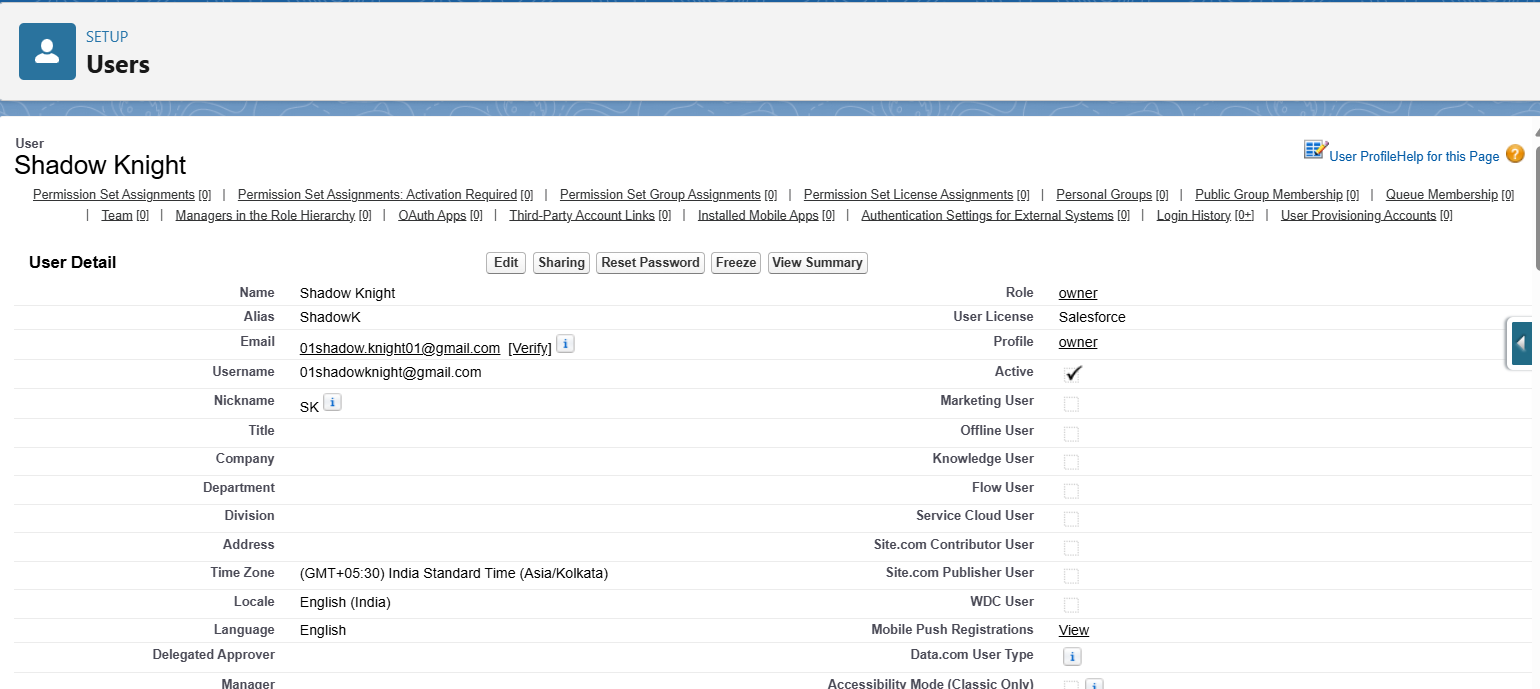 SETUP
Users
User
Shadow Knight
User Profile Help for this Page ?
Permission Set Assignments [0] | Permission Set Assignments: Activation Required [0] | Permission Set Group Assignments [0] | Permission Set License Assignments [0] | Personal Groups [0] | Public Group Membership [0] | Queue Membership [0]
| Team [0] | Managers in the Role Hierarchy [0] | OAuth Apps [0] | Third-Party Account Links [0] | Installed Mobile Apps [0] | Authentication Settings for External Systems [0] | Login History [0+] | User Provisioning Accounts [0]
User Detail Edit Sharing Reset Password Freeze View Summary
Name Shadow Knight Role owner
Alias ShadowK User License Salesforce
Email 01shadow.knight01@gmail.com [Verify] i Profile owner
Username 01shadowknight@gmail.com Active
Nickname SK i Marketing User
Title Offline User
Company Knowledge User
Department Flow User
Division Service Cloud User
Address Site.com Contributor User
Time Zone (GMT+05:30) India Standard Time (Asia/Kolkata) Site.com Publisher User
Locale English (India) WDC User
Language English Mobile Push Registrations View
Delegated Approver Data.com User Type i
Manager Accessibility Mode (Classic Only) i